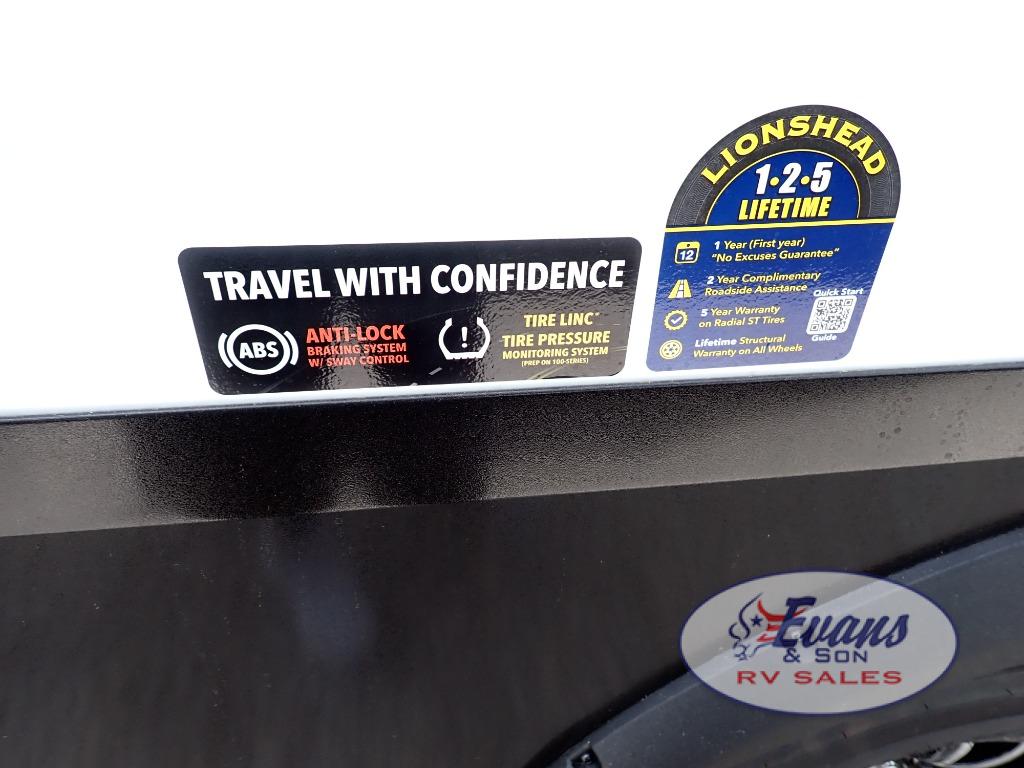 TRAVEL WITH CONFIDENCE
ABS
ANTI-LOCK
BRAKING SYSTEM
W/ SWAY CONTROL
!
TIRE LINC™
TIRE PRESSURE
MONITORING SYSTEM
(PREP ON 100-SERIES)
LIONSHEAD
1·2·5
LIFETIME
12
1 Year (First year)
"No Excuses Guarantee"
2 Year Complimentary
Roadside Assistance
5 Year Warranty
on Radial ST Tires
Lifetime Structural
Warranty on All Wheels
Quick Start
Guide
Evans
& SON
RV SALES